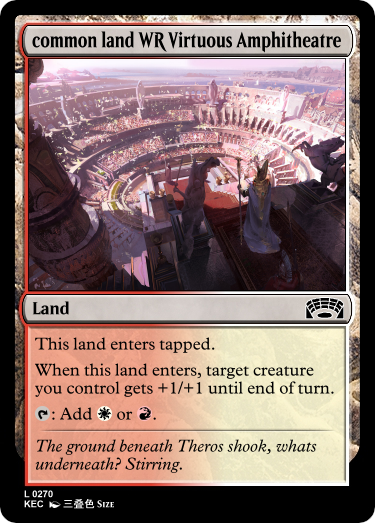 common land WR Virtuous Amphitheatre
Land
This land enters tapped.
When this land enters, target creature
you control gets +1/+1 until end of turn.
: Add or .
The ground beneath Theros shook, whats
underneath? Stirring.
L 0270
KEC 三叠色 Size